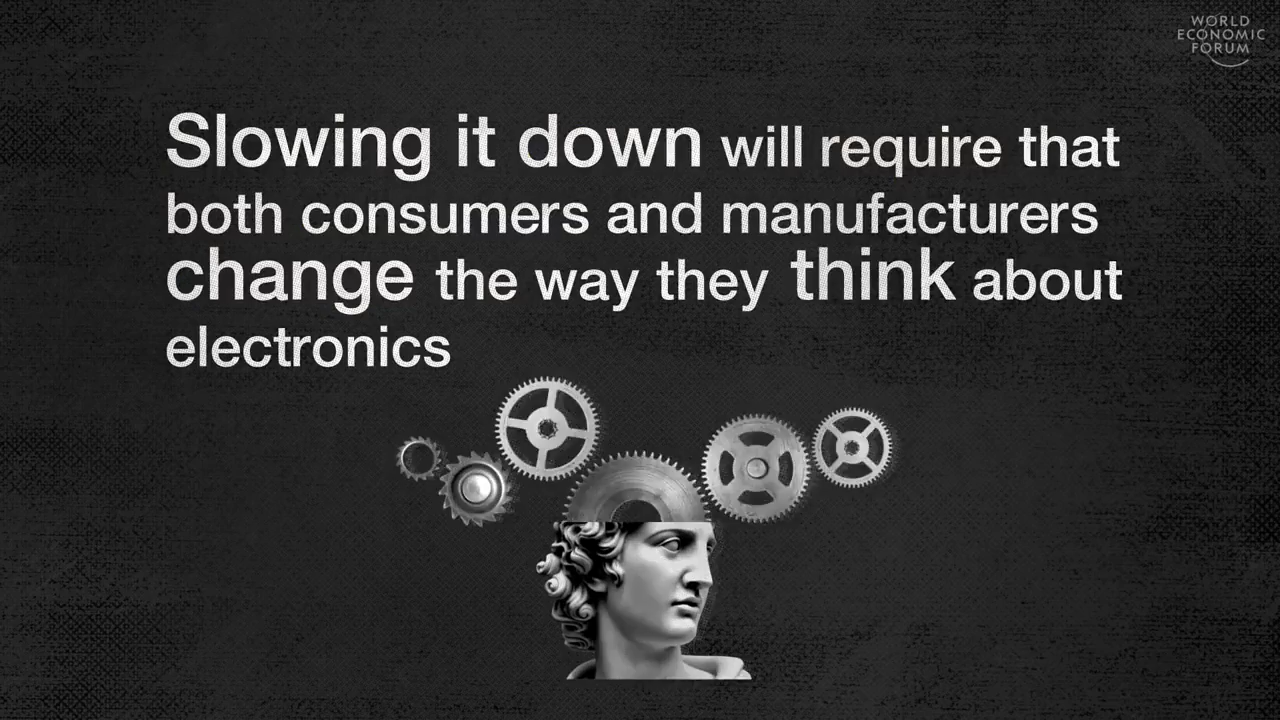 WORLD
ECONOMIC
FORUM
Slowing it down will require that
both consumers and manufacturers
change the way they think about
electronics